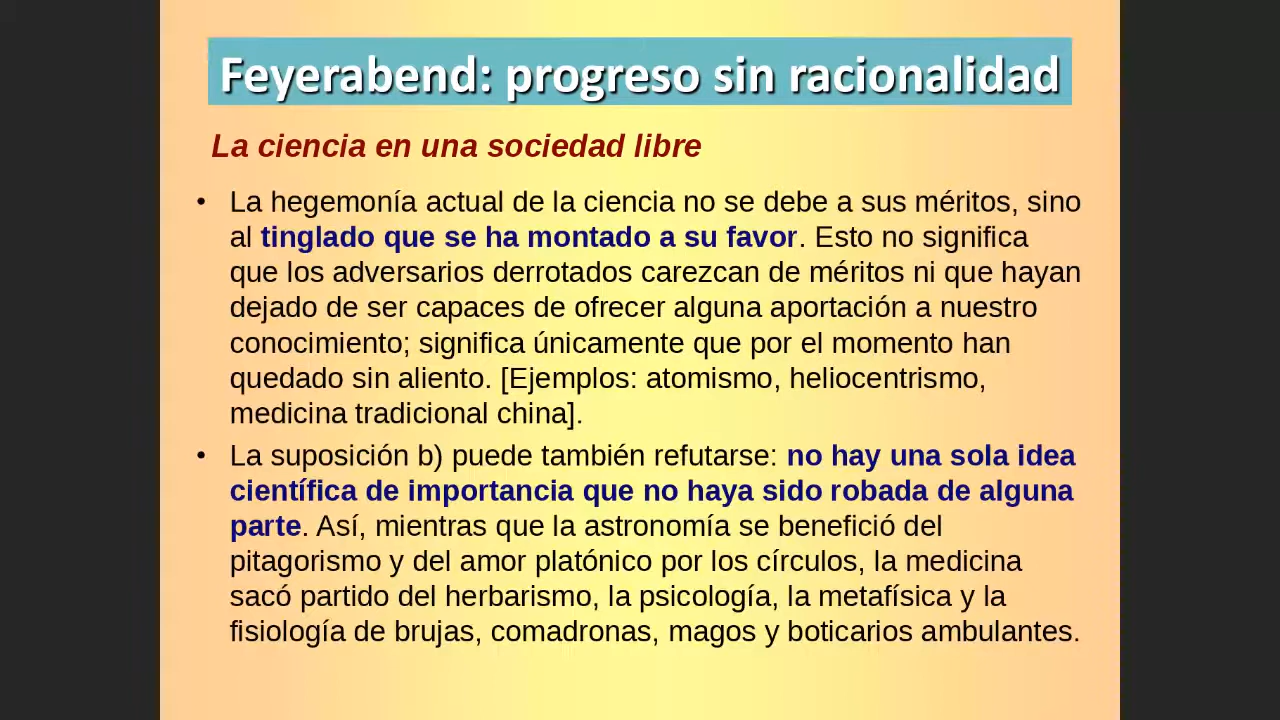 Feyerabend: progreso sin racionalidad
La ciencia en una sociedad libre
• La hegemonía actual de la ciencia no se debe a sus méritos, sino
al tinglado que se ha montado a su favor. Esto no significa
que los adversarios derrotados carezcan de méritos ni que hayan
dejado de ser capaces de ofrecer alguna aportación a nuestro
conocimiento; significa únicamente que por el momento han
quedado sin aliento. [Ejemplos: atomismo, heliocentrismo,
medicina tradicional china].
• La suposición b) puede también refutarse: no hay una sola idea
científica de importancia que no haya sido robada de alguna
parte. Así, mientras que la astronomía se benefició del
pitagorismo y del amor platónico por los círculos, la medicina
sacó partido del herbarismo, la psicología, la metafísica y la
fisiología de brujas, comadronas, magos y boticarios ambulantes.